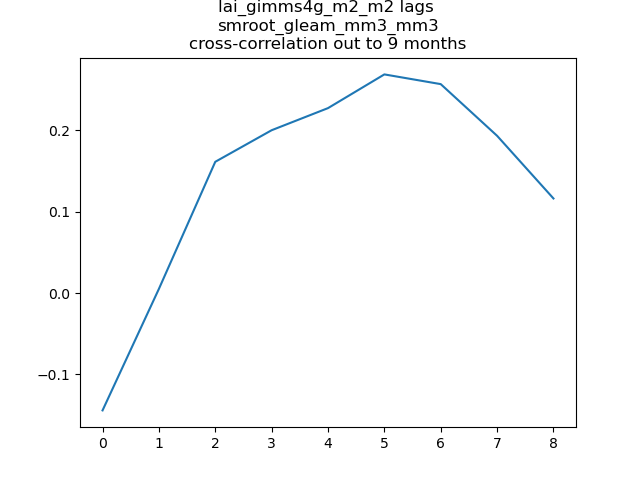 lai_gimms4g_m2_m2 lags
smroot_gleam_mm3_mm3
cross-correlation out to 9 months
0.2
0.1
0.0
−0.1
0 1 2 3 4 5 6 7 8